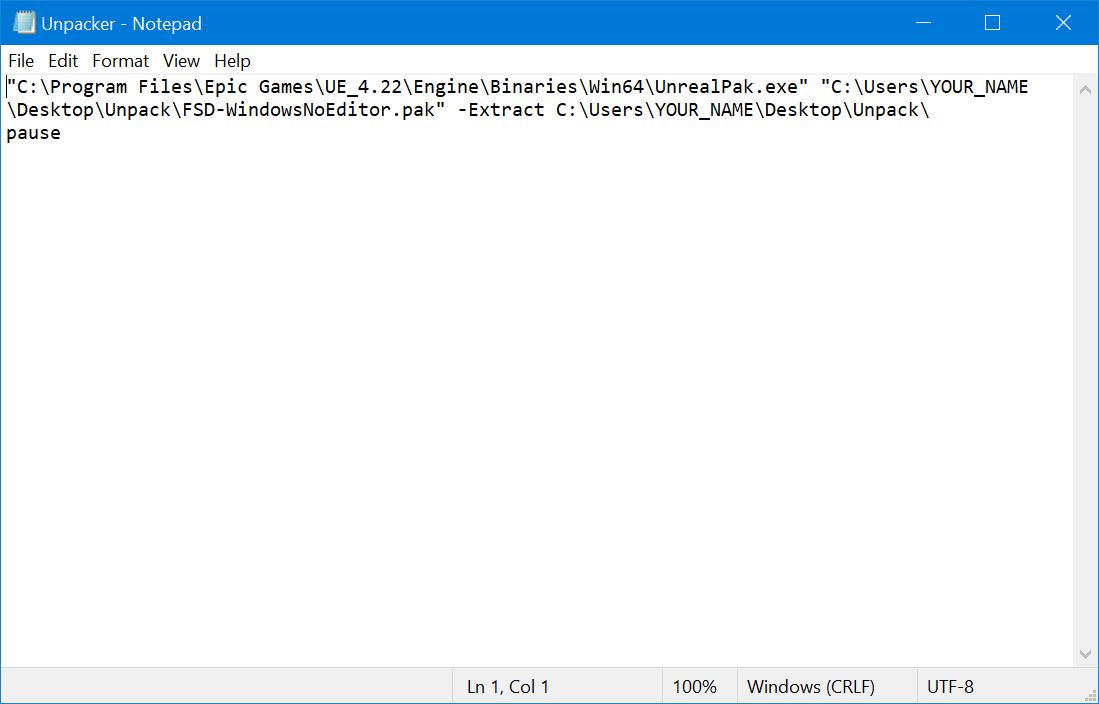 Unpacker - Notepad
File Edit Format View Help
"C:\Program Files\Epic Games\UE_4.22\Engine\Binaries\Win64\UnrealPak.exe" "C:\Users\YOUR_NAME
\Desktop\Unpack\FSD-WindowsNoEditor.pak" -Extract C:\Users\YOUR_NAME\Desktop\Unpack\
pause
Ln 1, Col 1 100% Windows (CRLF) UTF-8